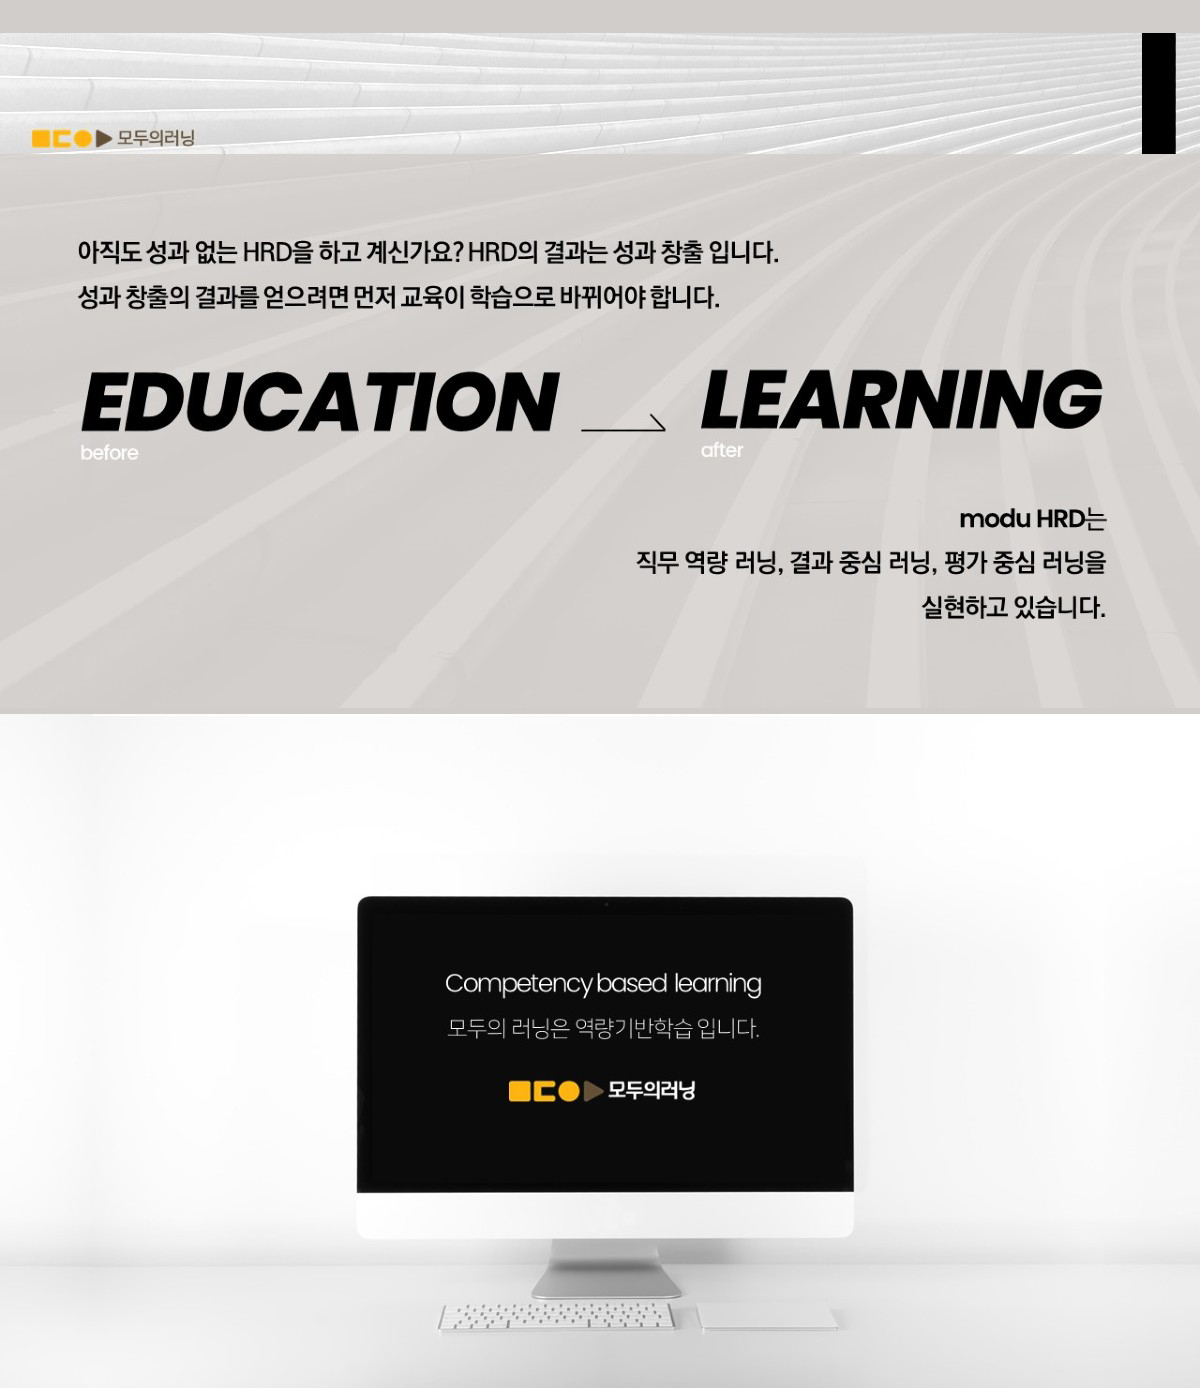 모두의러닝
아직도 성과 없는 HRD을 하고 계신가요? HRD의 결과는 성과 창출 입니다.
성과 창출의 결과를 얻으려면 먼저 교육이 학습으로 바뀌어야 합니다.
EDUCATION
before
LEARNING
after
modu HRD는
직무 역량 러닝, 결과 중심 러닝, 평가 중심 러닝을
실현하고 있습니다.
Competency based learning
모두의 러닝은 역량기반학습 입니다.
모두의러닝